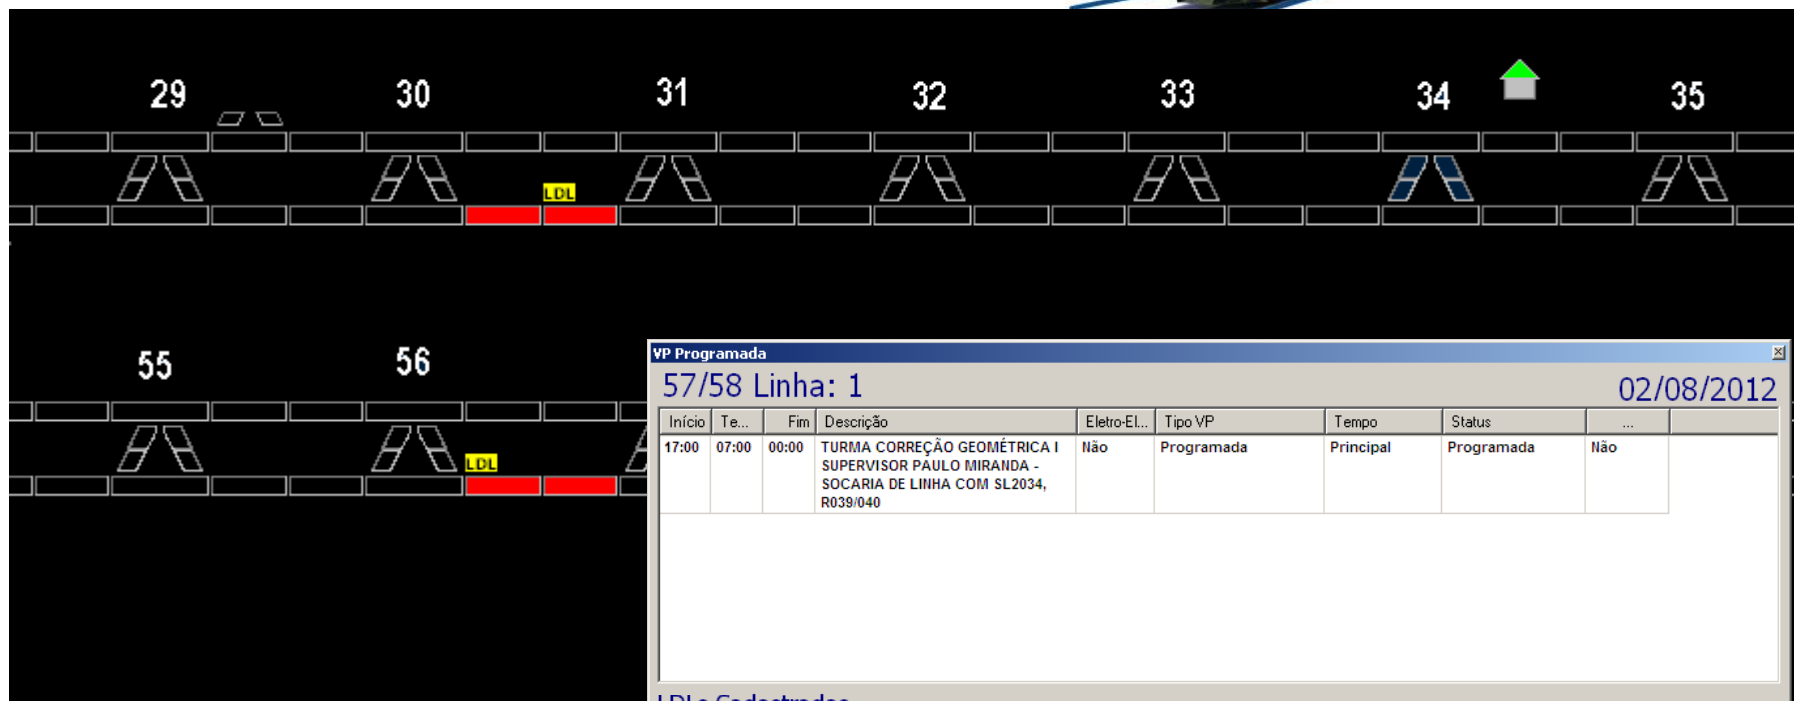 29 30 31 32 33 34 35
LDL
55 56
LDL
VP Programada
57/58 Linha: 1 02/08/2012
Início Te... Fim Descrição Eletro-El... Tipo VP Tempo Status ...
17:00 07:00 00:00 TURMA CORREÇÃO GEOMÉTRICA I Não Programada Principal Programada Não
SUPERVISOR PAULO MIRANDA -
SOCARIA DE LINHA COM SL2034,
R039/040